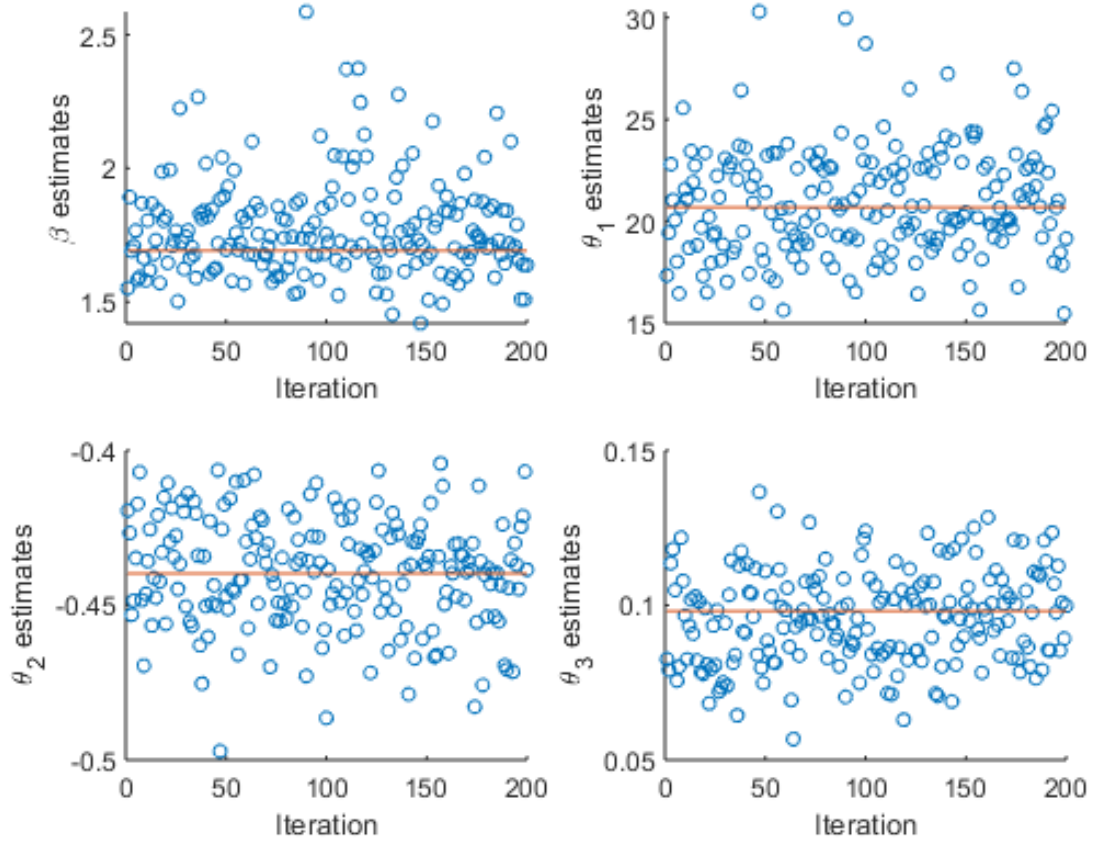 2.5
2
1.5
β estimates
0 50 100 150 200
Iteration
30
25
20
15
θ1 estimates
0 50 100 150 200
Iteration
-0.4
-0.45
-0.5
θ2 estimates
0 50 100 150 200
Iteration
0.15
0.1
0.05
θ3 estimates
0 50 100 150 200
Iteration